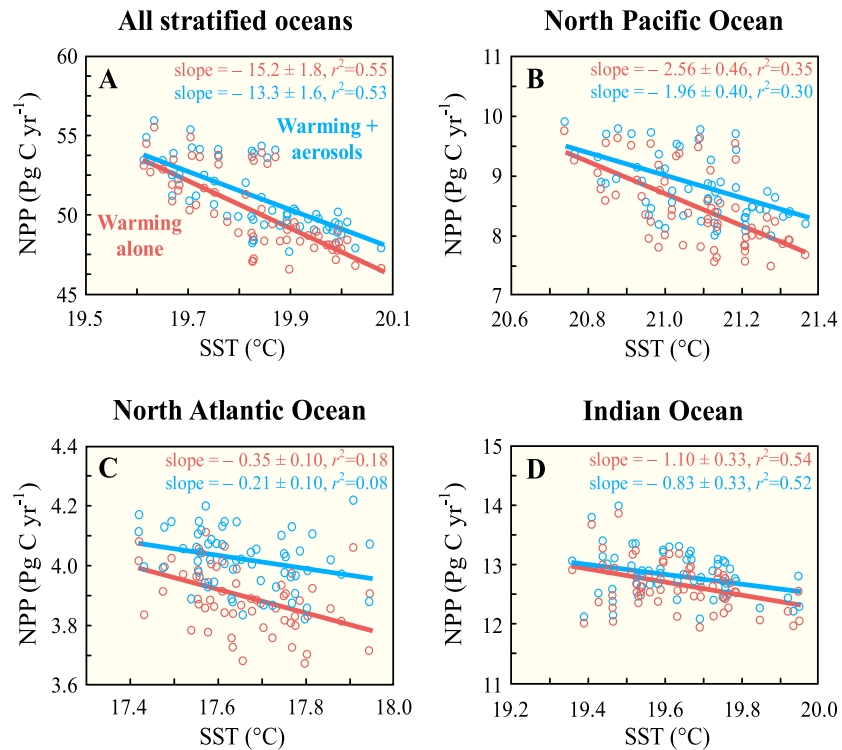 All stratified oceans
A
slope = – 15.2 ± 1.8, r²=0.55
slope = – 13.3 ± 1.6, r²=0.53
Warming +
aerosols
Warming
alone
NPP (Pg C yr⁻¹)
60
55
50
45
19.5 19.7 19.9 20.1
SST (°C)
North Pacific Ocean
B
slope = – 2.56 ± 0.46, r²=0.35
slope = – 1.96 ± 0.40, r²=0.30
NPP (Pg C yr⁻¹)
11
10
9
8
7
20.6 20.8 21.0 21.2 21.4
SST (°C)
North Atlantic Ocean
C
slope = – 0.35 ± 0.10, r²=0.18
slope = – 0.21 ± 0.10, r²=0.08
NPP (Pg C yr⁻¹)
4.4
4.2
4.0
3.8
3.6
17.4 17.6 17.8 18.0
SST (°C)
Indian Ocean
D
slope = – 1.10 ± 0.33, r²=0.54
slope = – 0.83 ± 0.33, r²=0.52
NPP (Pg C yr⁻¹)
15
14
13
12
11
19.2 19.4 19.6 19.8 20.0
SST (°C)